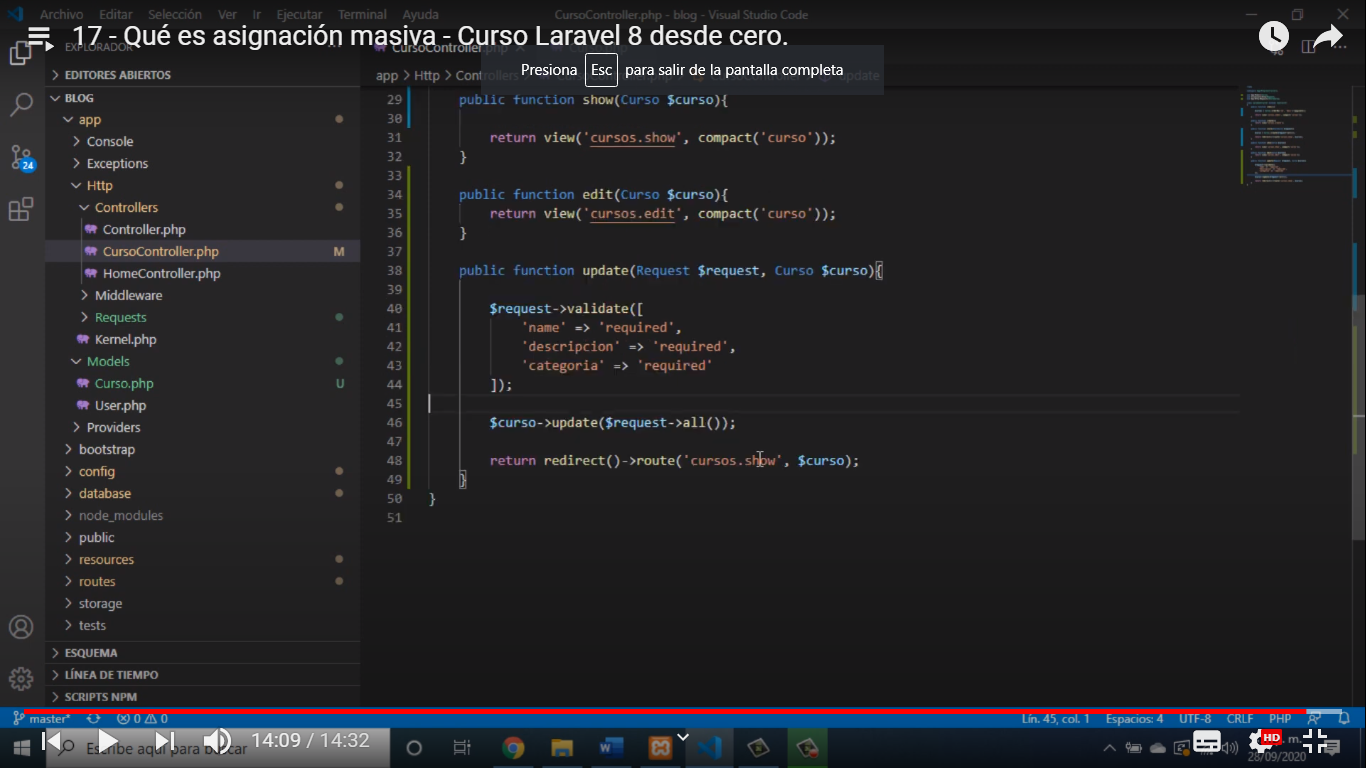 Archivo Editar Selección Ver Ir Ejecutar Terminal Ayuda
CursoController.php - blog - Visual Studio Code
17 - Qué es asignación masiva - Curso Laravel 8 desde cero.
EXPLORADOR
CursoController.php
Presiona Esc para salir de la pantalla completa
EDITORES ABIERTOS
app > Http > Controllers
update
BLOG
app
Console
Exceptions
Http
Controllers
Controller.php
CursoController.php M
HomeController.php
Middleware
Requests
Kernel.php
Models
Curso.php U
User.php
Providers
bootstrap
config
database
node_modules
public
resources
routes
storage
tests
ESQUEMA
LÍNEA DE TIEMPO
SCRIPTS NPM
24
29 public function show(Curso $curso){
30
31 return view('cursos.show', compact('curso'));
32 }
33
34 public function edit(Curso $curso){
35 return view('cursos.edit', compact('curso'));
36 }
37
38 public function update(Request $request, Curso $curso){
39
40 $request->validate([
41 'name' => 'required',
42 'descripcion' => 'required',
43 'categoria' => 'required'
44 ]);
45
46 $curso->update($request->all());
47
48 return redirect()->route('cursos.show', $curso);
49 }
50 }
51
master* 0 0 Lín. 45, col. 1 Espacios: 4 UTF-8 CRLF PHP
Escribe aquí para buscar
14:09 / 14:32
HD
m.
28/09/2020